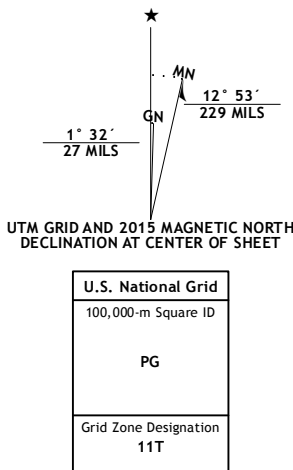 ★
MN
GN
12° 53´
229 MILS
1° 32´
27 MILS
UTM GRID AND 2015 MAGNETIC NORTH
DECLINATION AT CENTER OF SHEET
U.S. National Grid
100,000-m Square ID
PG
Grid Zone Designation
11T